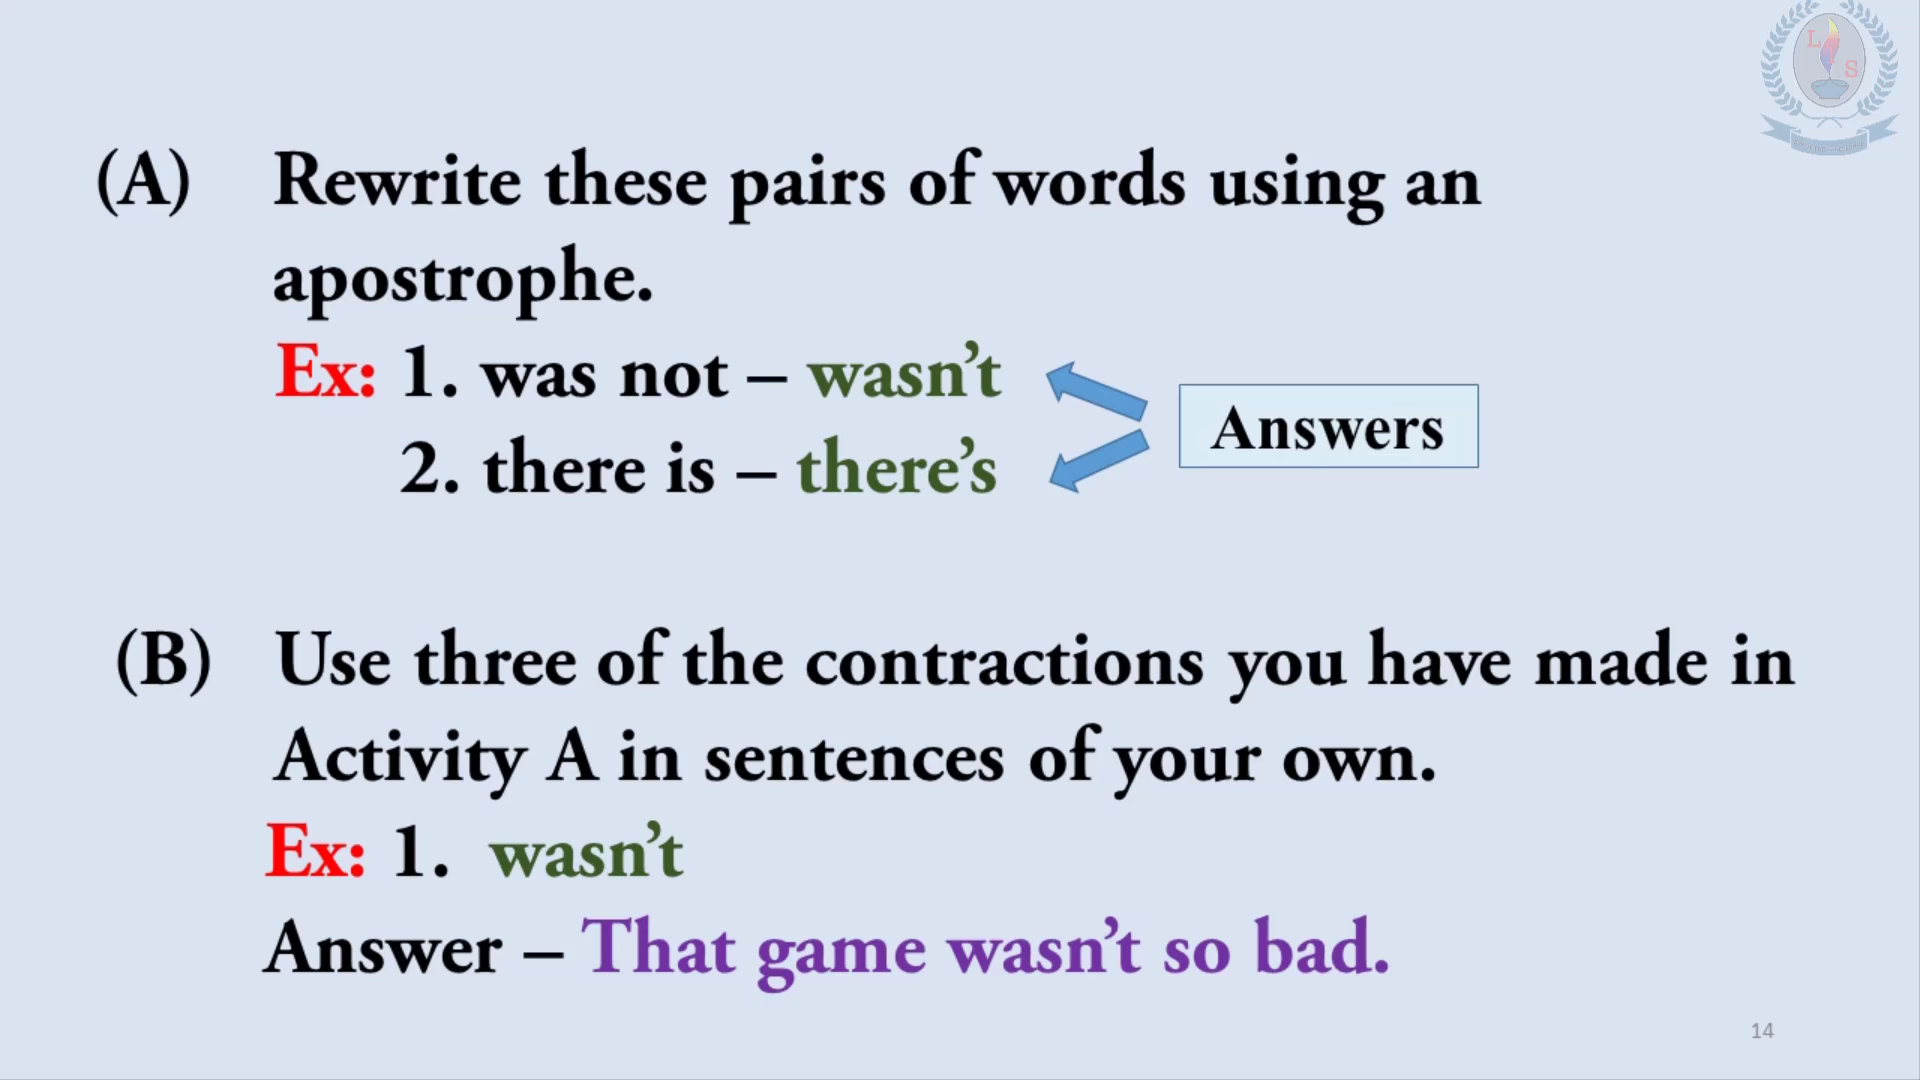 L
S
(A) Rewrite these pairs of words using an
apostrophe.
Ex: 1. was not – wasn’t
2. there is – there’s
Answers
(B) Use three of the contractions you have made in
Activity A in sentences of your own.
Ex: 1. wasn’t
Answer – That game wasn’t so bad.
14